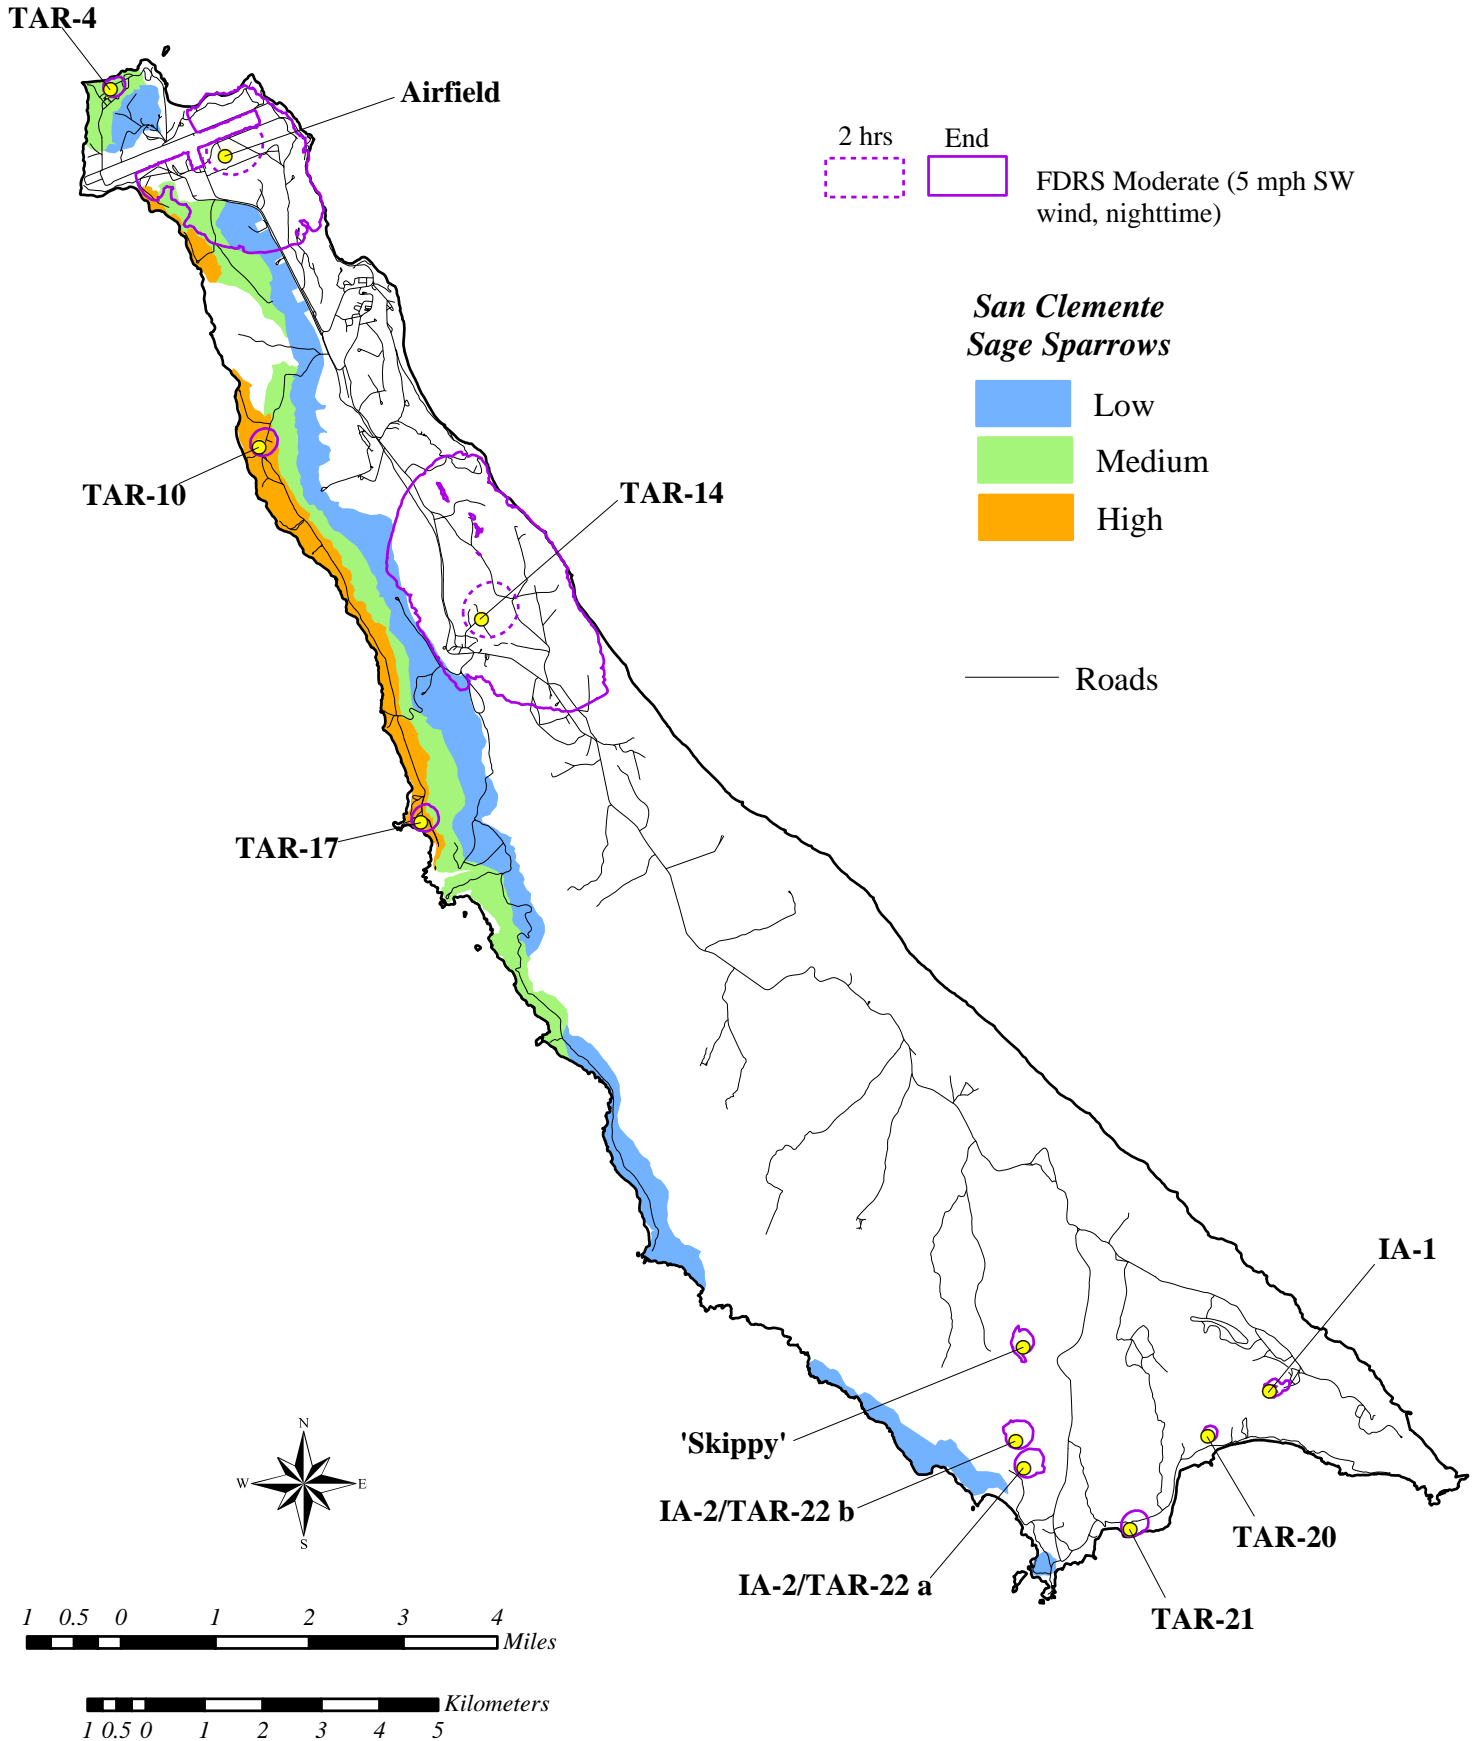 TAR-4
Airfield
2 hrs
End
FDRS Moderate (5 mph SW
wind, nighttime)
San Clemente
Sage Sparrows
Low
Medium
High
TAR-10
TAR-14
Roads
TAR-17
IA-1
'Skippy'
IA-2/TAR-22 b
TAR-20
IA-2/TAR-22 a
TAR-21
N
W
E
S
1 0.5 0 1 2 3 4
Miles
Kilometers
1 0.5 0 1 2 3 4 5